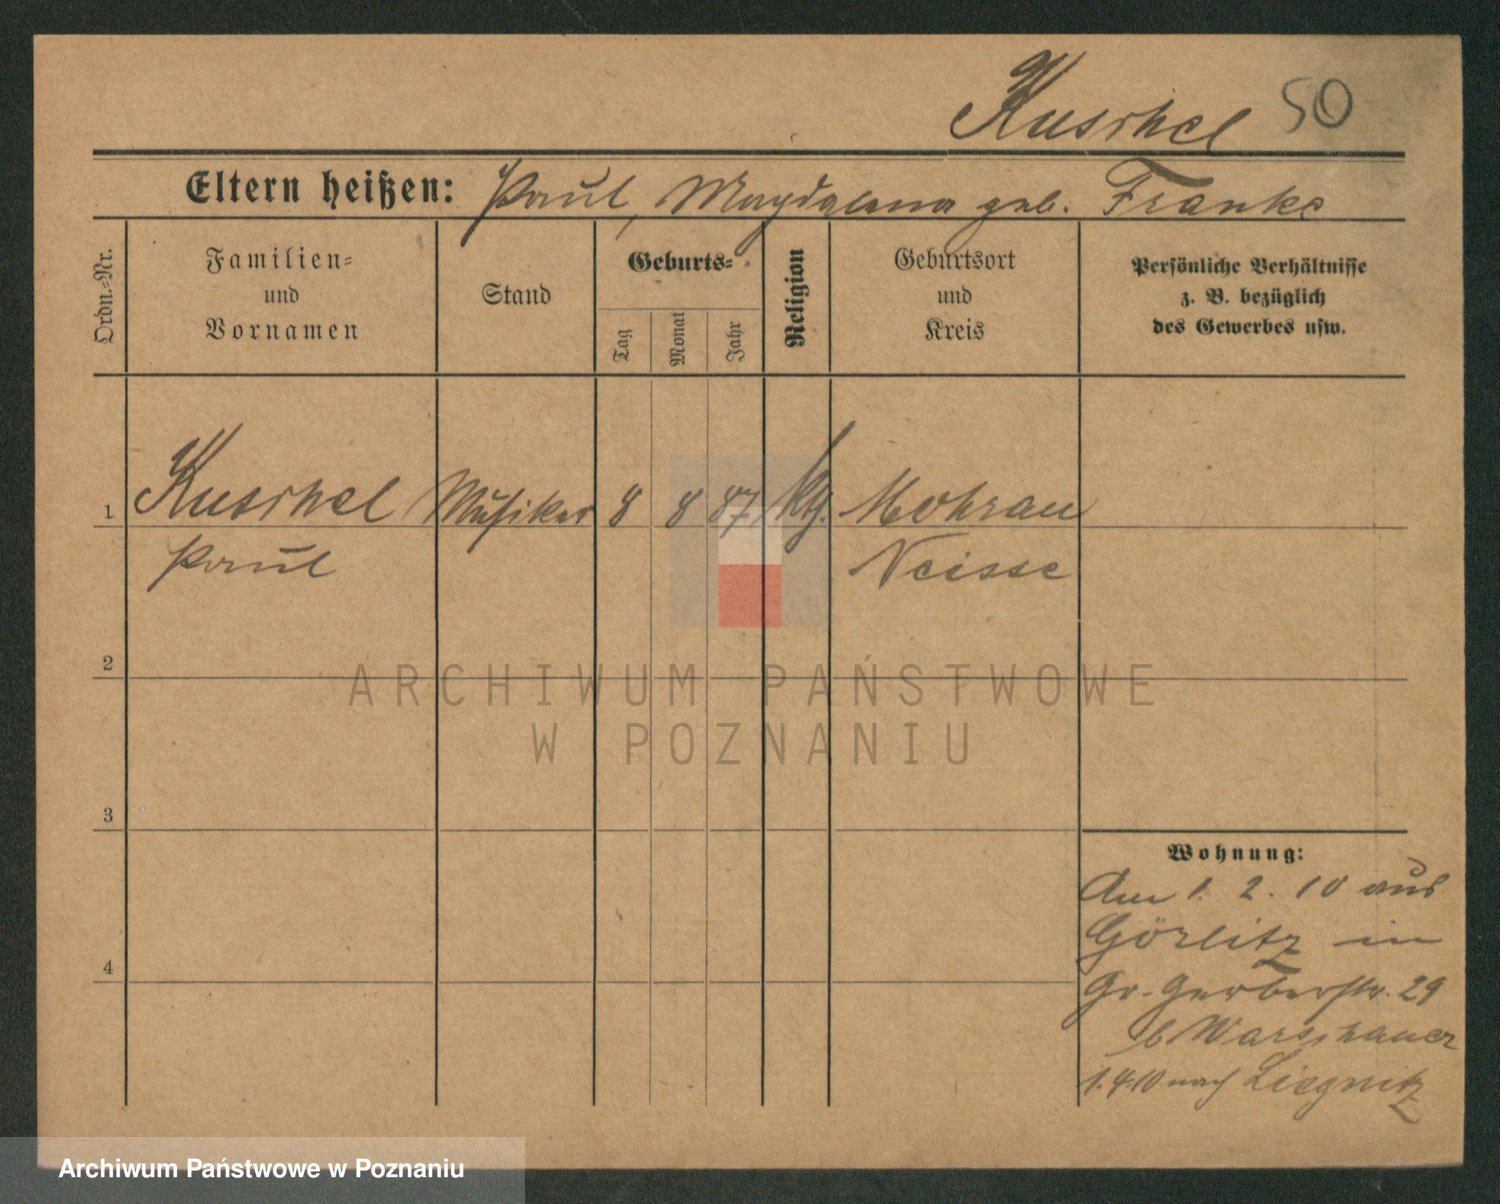 Kuschel 50
Eltern heißen: Paul, Magdalena geb. Franke
Ordn.-Nr.
Familien-
und
Vornamen
Stand
Geburts-
Tag
Monat
Jahr
Religion
Geburtsort
und
Kreis
Persönliche Verhältnisse
z. B. bezüglich
des Gewerbes usw.
1 Kuschel Musiker 8 8 87 kth. Mohrau
Paul Neisse
2
3
4
Wohnung:
Am 1. 2. 10 aus
Görlitz in
Gr. Gerberstr. 29
b Warschauer
1.4.10 nach Liegnitz
ARCHIWUM PAŃSTWOWE
W POZNANIU
Archiwum Państwowe w Poznaniu